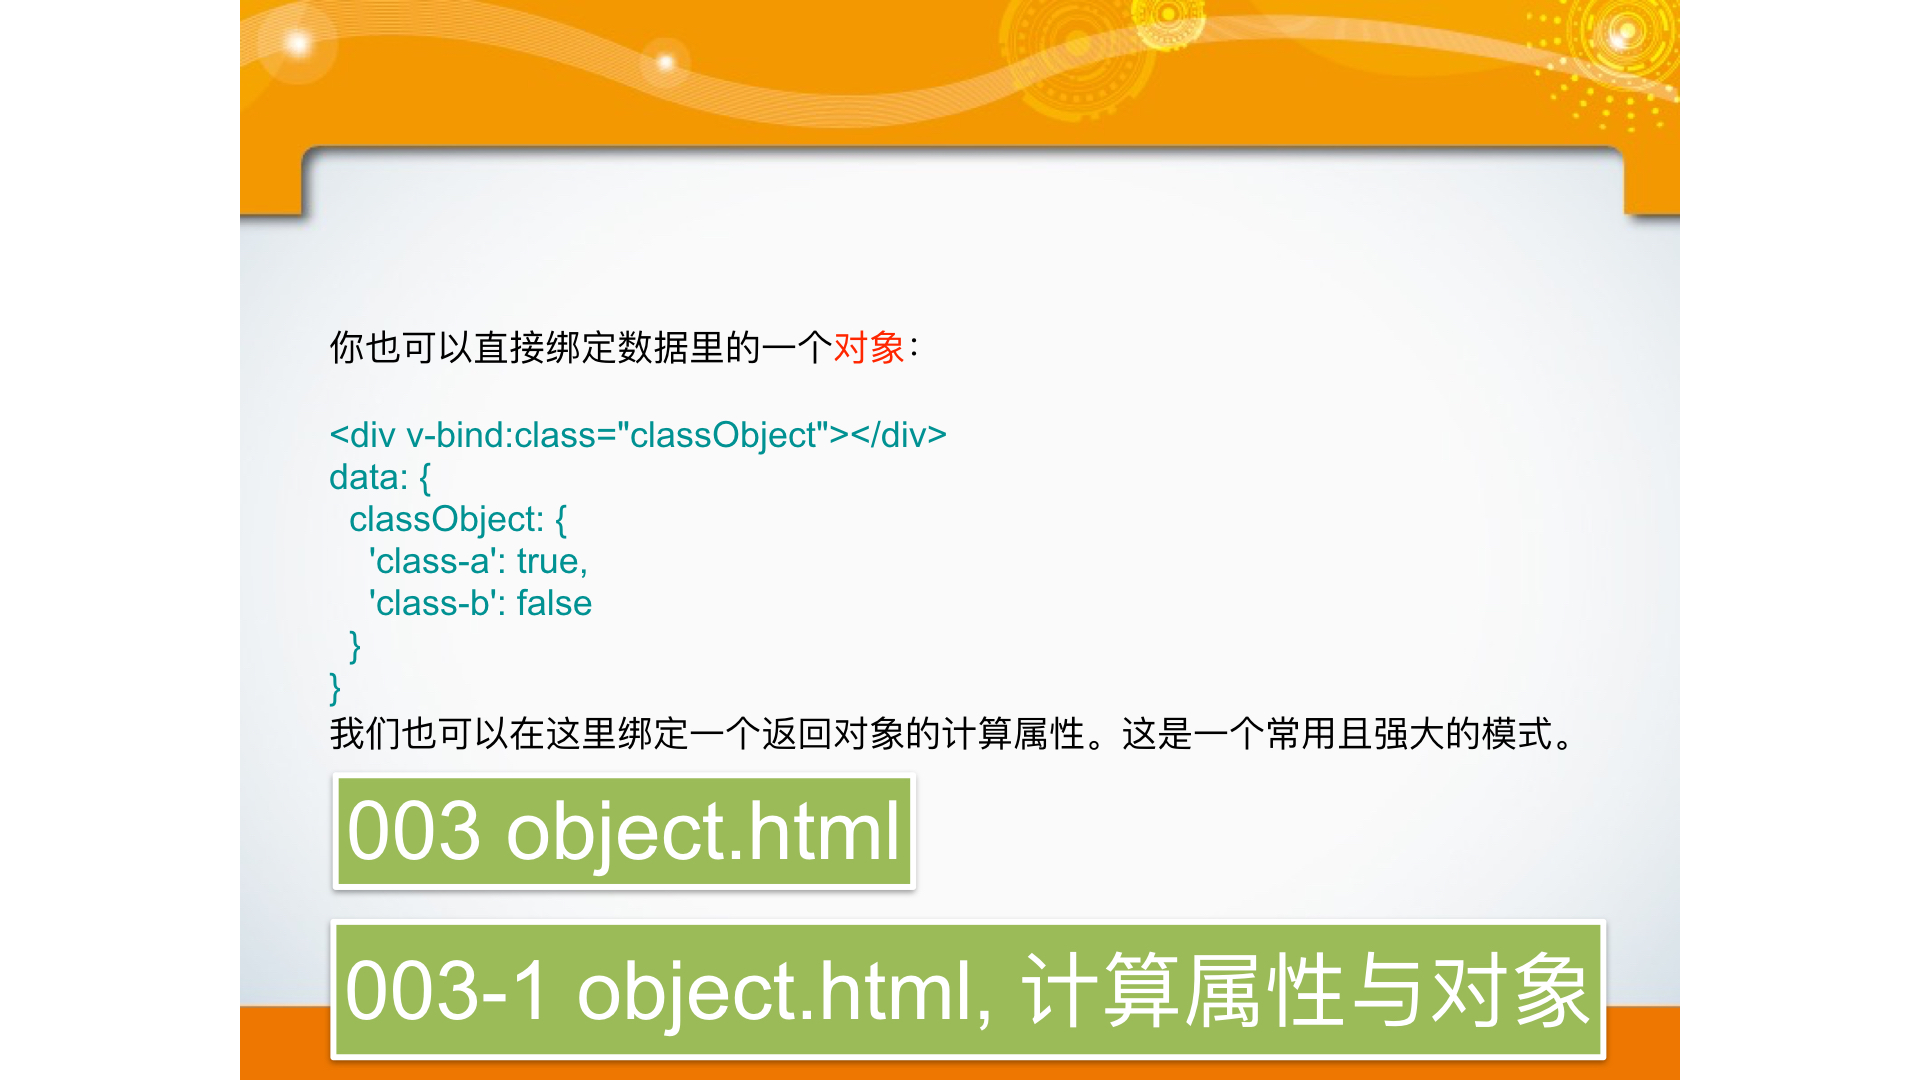 你也可以直接绑定数据里的一个对象：
<div v-bind:class="classObject"></div>
data: {
  classObject: {
    'class-a': true,
    'class-b': false
  }
}
我们也可以在这里绑定一个返回对象的计算属性。这是一个常用且强大的模式。
003 object.html
003-1 object.html, 计算属性与对象